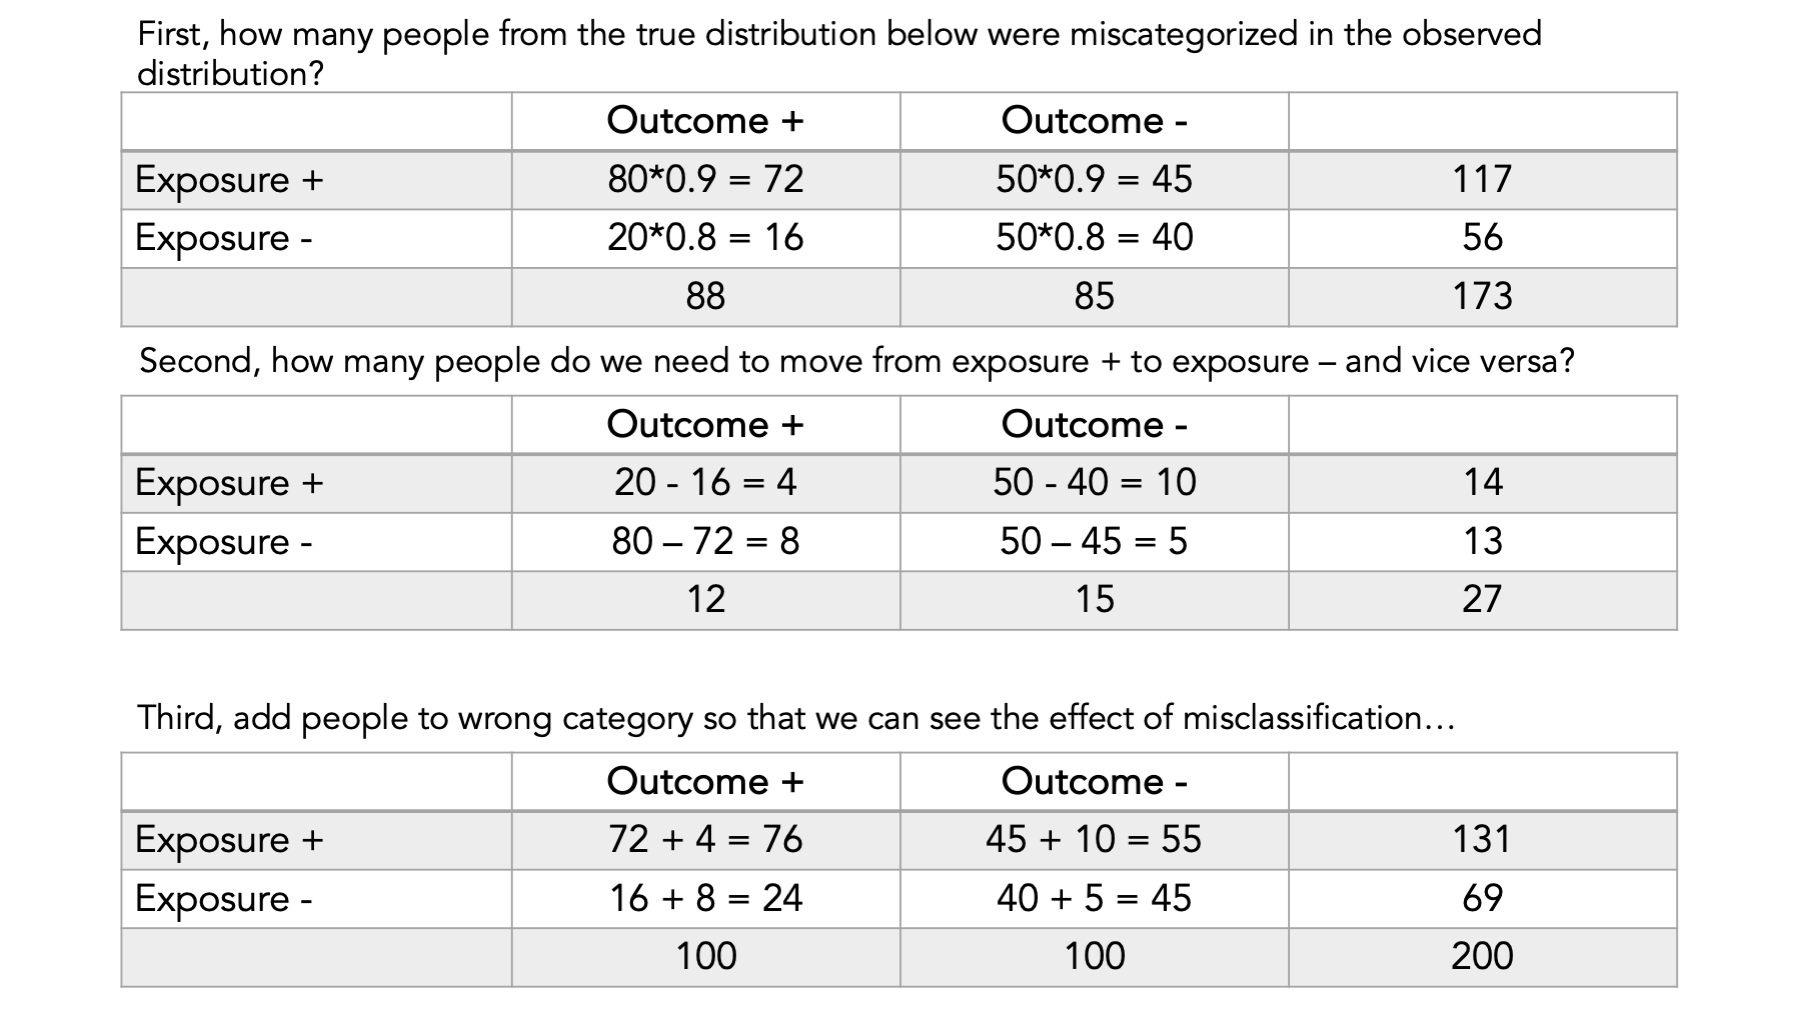 First, how many people from the true distribution below were miscategorized in the observed
distribution?
Outcome + Outcome -
Exposure + 80*0.9 = 72 50*0.9 = 45 117
Exposure - 20*0.8 = 16 50*0.8 = 40 56
88 85 173
Second, how many people do we need to move from exposure + to exposure – and vice versa?
Outcome + Outcome -
Exposure + 20 - 16 = 4 50 - 40 = 10 14
Exposure - 80 – 72 = 8 50 – 45 = 5 13
12 15 27
Third, add people to wrong category so that we can see the effect of misclassification…
Outcome + Outcome -
Exposure + 72 + 4 = 76 45 + 10 = 55 131
Exposure - 16 + 8 = 24 40 + 5 = 45 69
100 100 200